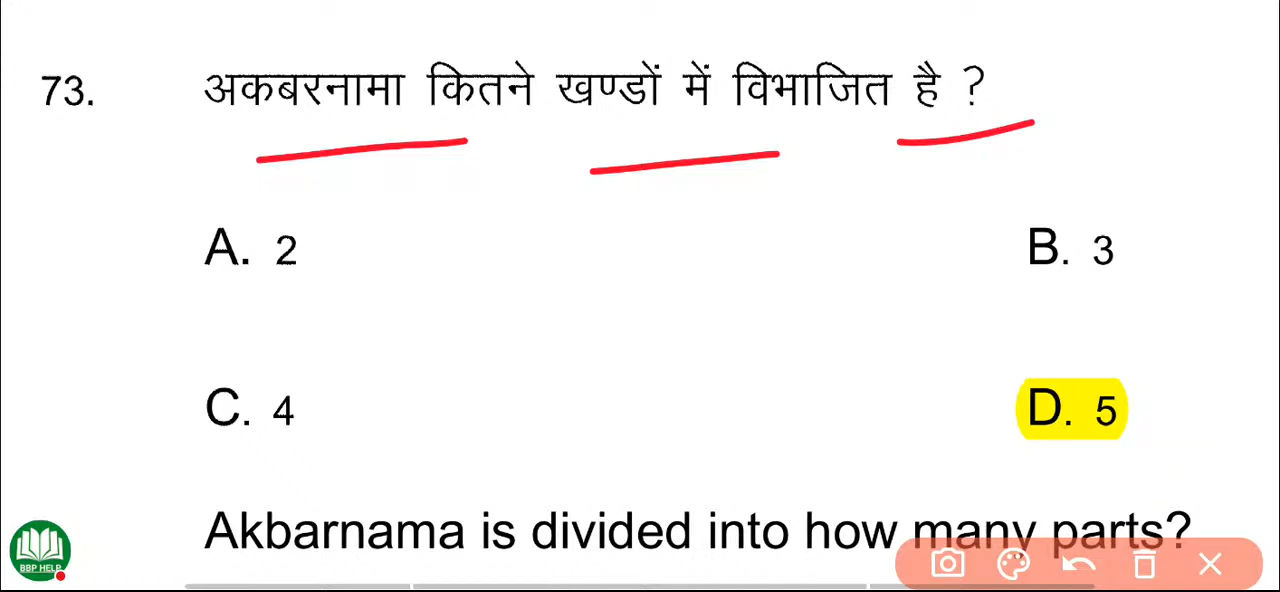 73. अकबरनामा कितने खण्डों में विभाजित है ?
A. 2 B. 3
C. 4 D. 5
Akbarnama is divided into how many parts?
BBP HELP